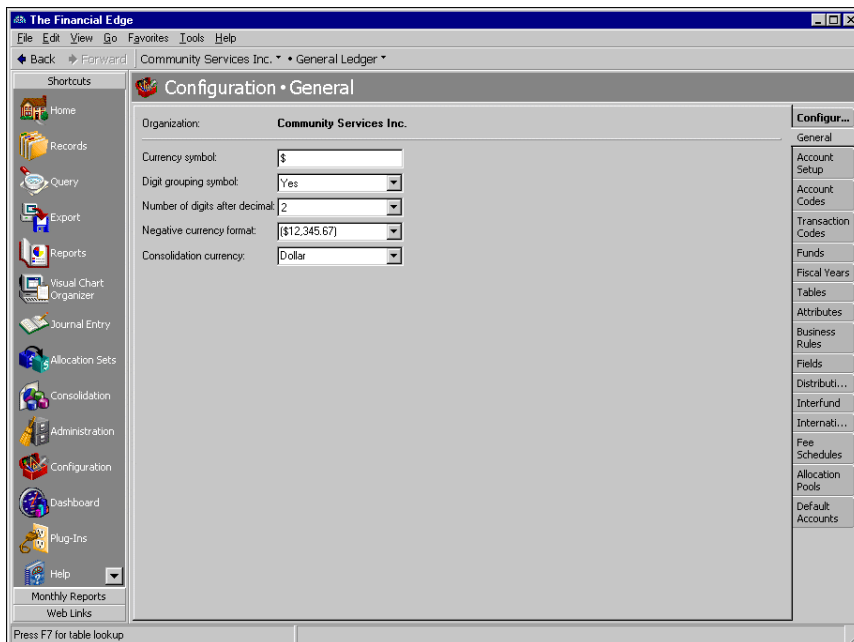 The Financial Edge
File Edit View Go Favorites Tools Help
Back Forward Community Services Inc. • General Ledger
Shortcuts
Home
Records
Query
Export
Reports
Visual Chart
Organizer
Journal Entry
Allocation Sets
Consolidation
Administration
Configuration
Dashboard
Plug-Ins
Help
Monthly Reports
Web Links
Configuration • General
Organization: Community Services Inc.
Currency symbol: $
Digit grouping symbol: Yes
Number of digits after decimal: 2
Negative currency format: ($12,345.67)
Consolidation currency: Dollar
Configur...
General
Account
Setup
Account
Codes
Transaction
Codes
Funds
Fiscal Years
Tables
Attributes
Business
Rules
Fields
Distributi...
Interfund
Internati...
Fee
Schedules
Allocation
Pools
Default
Accounts
Press F7 for table lookup